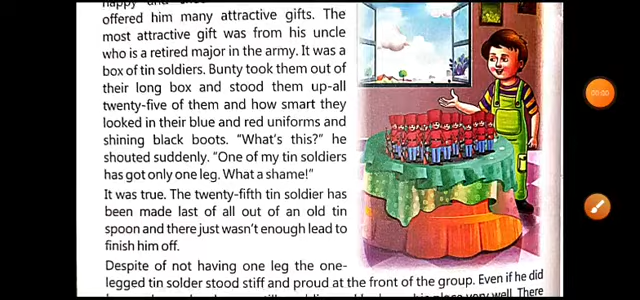 offered him many attractive gifts. The
most attractive gift was from his uncle
who is a retired major in the army. It was a
box of tin soldiers. Bunty took them out of
their long box and stood them up-all
twenty-five of them and how smart they
looked in their blue and red uniforms and
shining black boots. "What's this?" he
shouted suddenly. "One of my tin soldiers
has got only one leg. What a shame!"
It was true. The twenty-fifth tin soldier has
been made last of all out of an old tin
spoon and there just wasn't enough lead to
finish him off.
Despite of not having one leg the one-
legged tin solder stood stiff and proud at the front of the group. Even if he did
very well. There
00:00